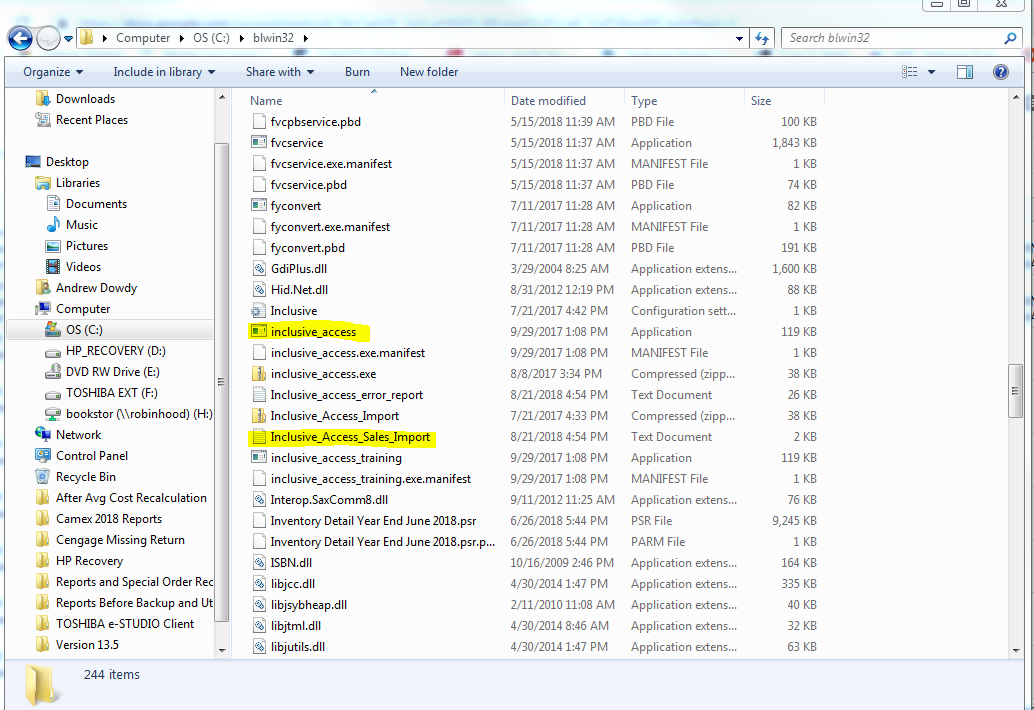 Computer OS (C:) blwin32
Search blwin32
Organize Include in library Share with Burn New folder
Downloads
Recent Places
Desktop
Libraries
Documents
Music
Pictures
Videos
Andrew Dowdy
Computer
OS (C:)
HP_RECOVERY (D:)
DVD RW Drive (E:)
TOSHIBA EXT (F:)
bookstor (\\robinhood) (H:)
Network
Control Panel
Recycle Bin
After Avg Cost Recalculation
Camex 2018 Reports
Cengage Missing Return
HP Recovery
Reports and Special Order Rec
Reports Before Backup and Ut
TOSHIBA e-STUDIO Client
Version 13.5
Name Date modified Type Size
fvcpbservice.pbd 5/15/2018 11:39 AM PBD File 100 KB
fvcservice 5/15/2018 11:37 AM Application 1,843 KB
fvcservice.exe.manifest 5/15/2018 11:37 AM MANIFEST File 1 KB
fvcservice.pbd 5/15/2018 11:37 AM PBD File 74 KB
fyconvert 7/11/2017 11:28 AM Application 82 KB
fyconvert.exe.manifest 7/11/2017 11:28 AM MANIFEST File 1 KB
fyconvert.pbd 7/11/2017 11:28 AM PBD File 191 KB
GdiPlus.dll 3/29/2004 8:25 AM Application extens... 1,600 KB
Hid.Net.dll 8/31/2012 12:19 PM Application extens... 88 KB
Inclusive 7/21/2017 4:42 PM Configuration sett... 1 KB
inclusive_access 9/29/2017 1:08 PM Application 119 KB
inclusive_access.exe.manifest 9/29/2017 1:08 PM MANIFEST File 1 KB
inclusive_access.exe 8/8/2017 3:34 PM Compressed (zipp... 38 KB
Inclusive_access_error_report 8/21/2018 4:54 PM Text Document 26 KB
Inclusive_Access_Import 7/21/2017 4:33 PM Compressed (zipp... 38 KB
Inclusive_Access_Sales_Import 8/21/2018 4:54 PM Text Document 2 KB
inclusive_access_training 9/29/2017 1:08 PM Application 119 KB
inclusive_access_training.exe.manifest 9/29/2017 1:08 PM MANIFEST File 1 KB
Interop.SaxComm8.dll 9/11/2012 11:25 AM Application extens... 76 KB
Inventory Detail Year End June 2018.psr 6/26/2018 5:44 PM PSR File 9,245 KB
Inventory Detail Year End June 2018.psr.p... 6/26/2018 5:44 PM PARM File 1 KB
ISBN.dll 10/16/2009 2:46 PM Application extens... 164 KB
libjcc.dll 4/30/2014 1:47 PM Application extens... 335 KB
libjsybheap.dll 2/11/2010 11:08 AM Application extens... 40 KB
libjtml.dll 4/30/2014 8:46 AM Application extens... 32 KB
libjutils.dll 4/30/2014 1:47 PM Application extens... 63 KB
244 items